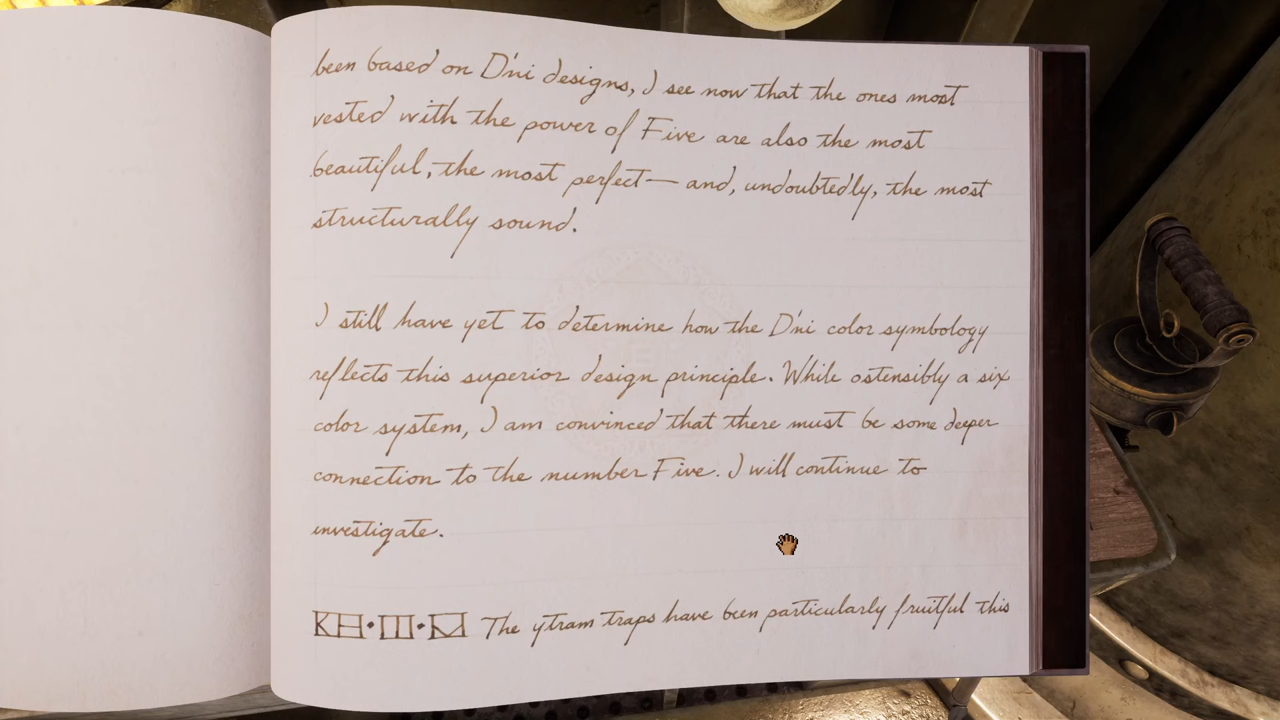 been based on D'ni designs, I see now that the ones most
vested with the power of Five are also the most
beautiful, the most perfect— and, undoubtedly, the most
structurally sound.
I still have yet to determine how the D'ni color symbology
reflects this superior design principle. While ostensibly a six
color system, I am convinced that there must be some deeper
connection to the number Five. I will continue to
investigate.
The ytram traps have been particularly fruitful this